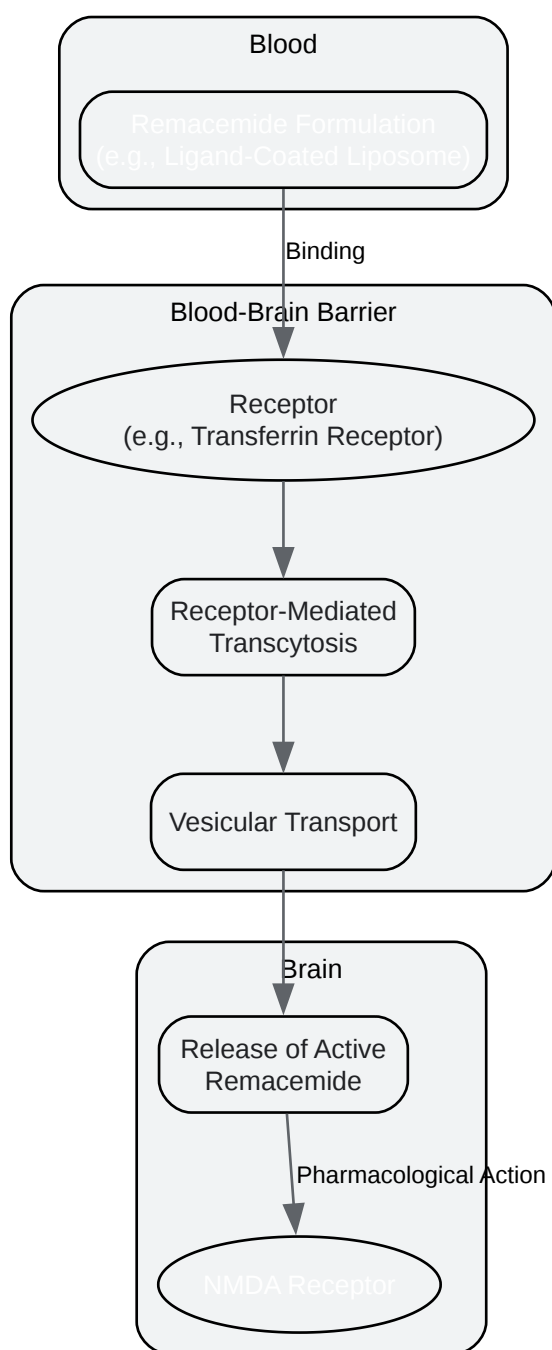 Blood
Remacemide Formulation
(e.g., Ligand-Coated Liposome)
Binding
Blood-Brain Barrier
Receptor
(e.g., Transferrin Receptor)
Receptor-Mediated
Transcytosis
Vesicular Transport
Brain
Release of Active
Remacemide
Pharmacological Action
NMDA Receptor